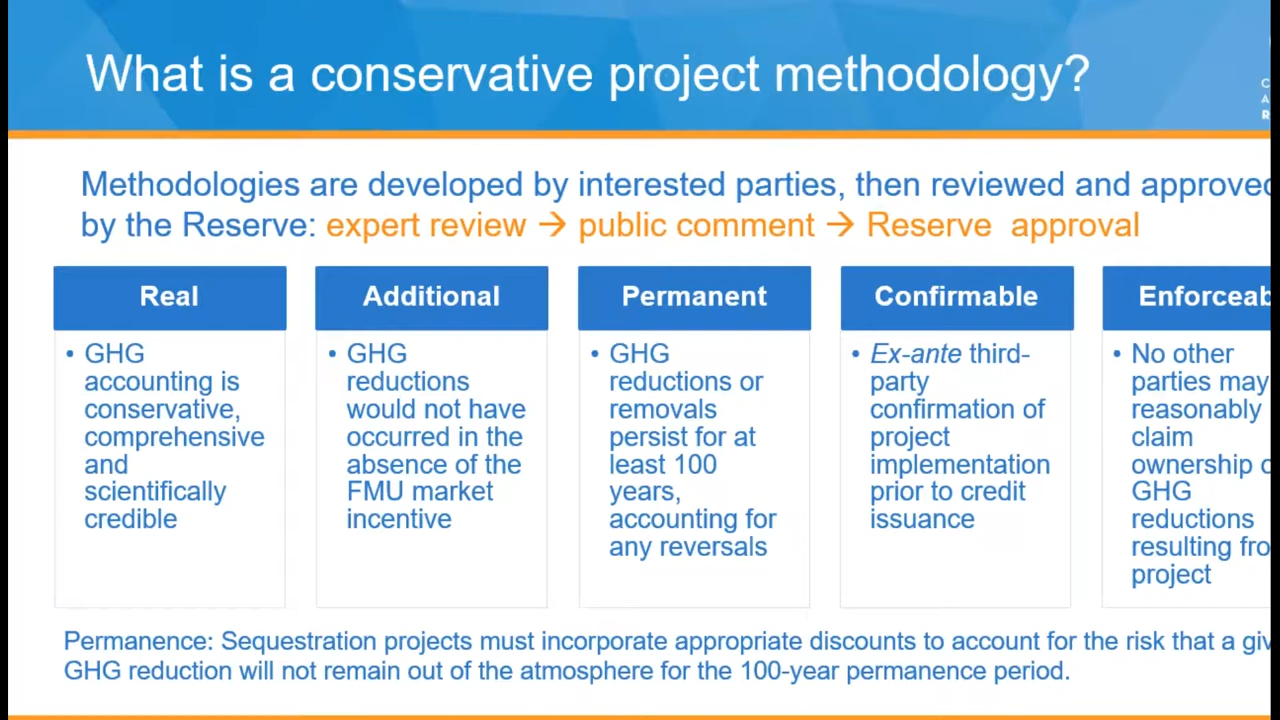 What is a conservative project methodology?
C
A
R
Methodologies are developed by interested parties, then reviewed and approved
by the Reserve: expert review → public comment → Reserve approval
Real
• GHG
accounting is
conservative,
comprehensive
and
scientifically
credible
Additional
• GHG
reductions
would not have
occurred in the
absence of the
FMU market
incentive
Permanent
• GHG
reductions or
removals
persist for at
least 100
years,
accounting for
any reversals
Confirmable
• Ex-ante third-
party
confirmation of
project
implementation
prior to credit
issuance
Enforceab
• No other
parties may
reasonably
claim
ownership o
GHG
reductions
resulting fro
project
Permanence: Sequestration projects must incorporate appropriate discounts to account for the risk that a giv
GHG reduction will not remain out of the atmosphere for the 100-year permanence period.